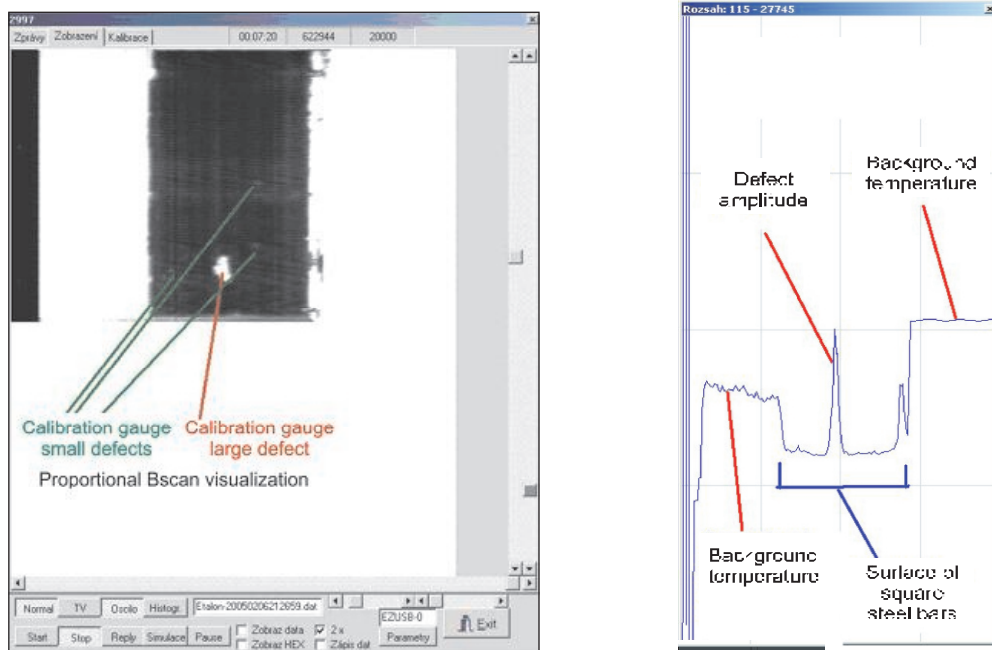 2997
Zprávy Zobrazení Kalibrace 00:07:20 622944 20000
Calibration gauge
small defects
Calibration gauge
large defect
Proportional Bscan visualization
Normal TV Oscilo Histogr. Etalon-20050206212659.dat
EZUSB-0
Start Stop Reply Simulace Pause
Zobraz data 2 x
Zobraz HEX Zápis dat
Parametry
Exit
Rozsah: 115 - 27745
Defect
amplitude
Background
temperature
Background
temperature
Surface of
square
steel bars